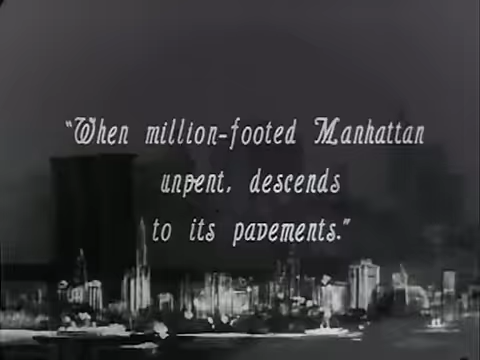 "When million-footed Manhattan
unpent, descends
to its pavements."